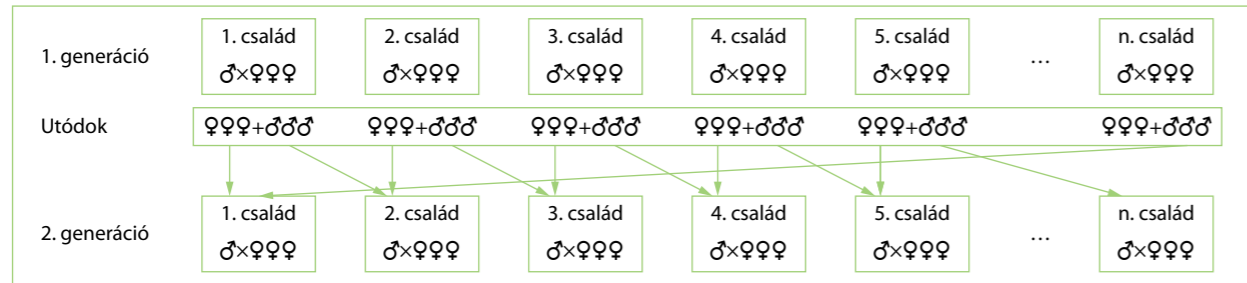 1. család 2. család 3. család 4. család 5. család n. család
1. generáció ...
♂×♀♀♀ ♂×♀♀♀ ♂×♀♀♀ ♂×♀♀♀ ♂×♀♀♀ ♂×♀♀♀
Utódok ♀♀♀+♂♂♂ ♀♀♀+♂♂♂ ♀♀♀+♂♂♂ ♀♀♀+♂♂♂ ♀♀♀+♂♂♂ ♀♀♀+♂♂♂
1. család 2. család 3. család 4. család 5. család n. család
2. generáció ...
♂×♀♀♀ ♂×♀♀♀ ♂×♀♀♀ ♂×♀♀♀ ♂×♀♀♀ ♂×♀♀♀